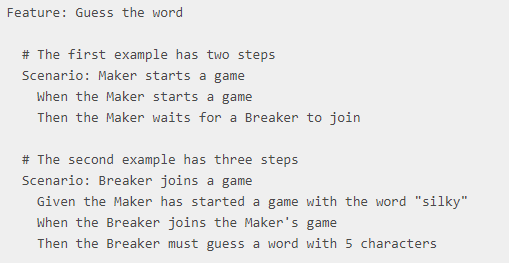 Feature: Guess the word
# The first example has two steps
Scenario: Maker starts a game
When the Maker starts a game
Then the Maker waits for a Breaker to join
# The second example has three steps
Scenario: Breaker joins a game
Given the Maker has started a game with the word "silky"
When the Breaker joins the Maker's game
Then the Breaker must guess a word with 5 characters